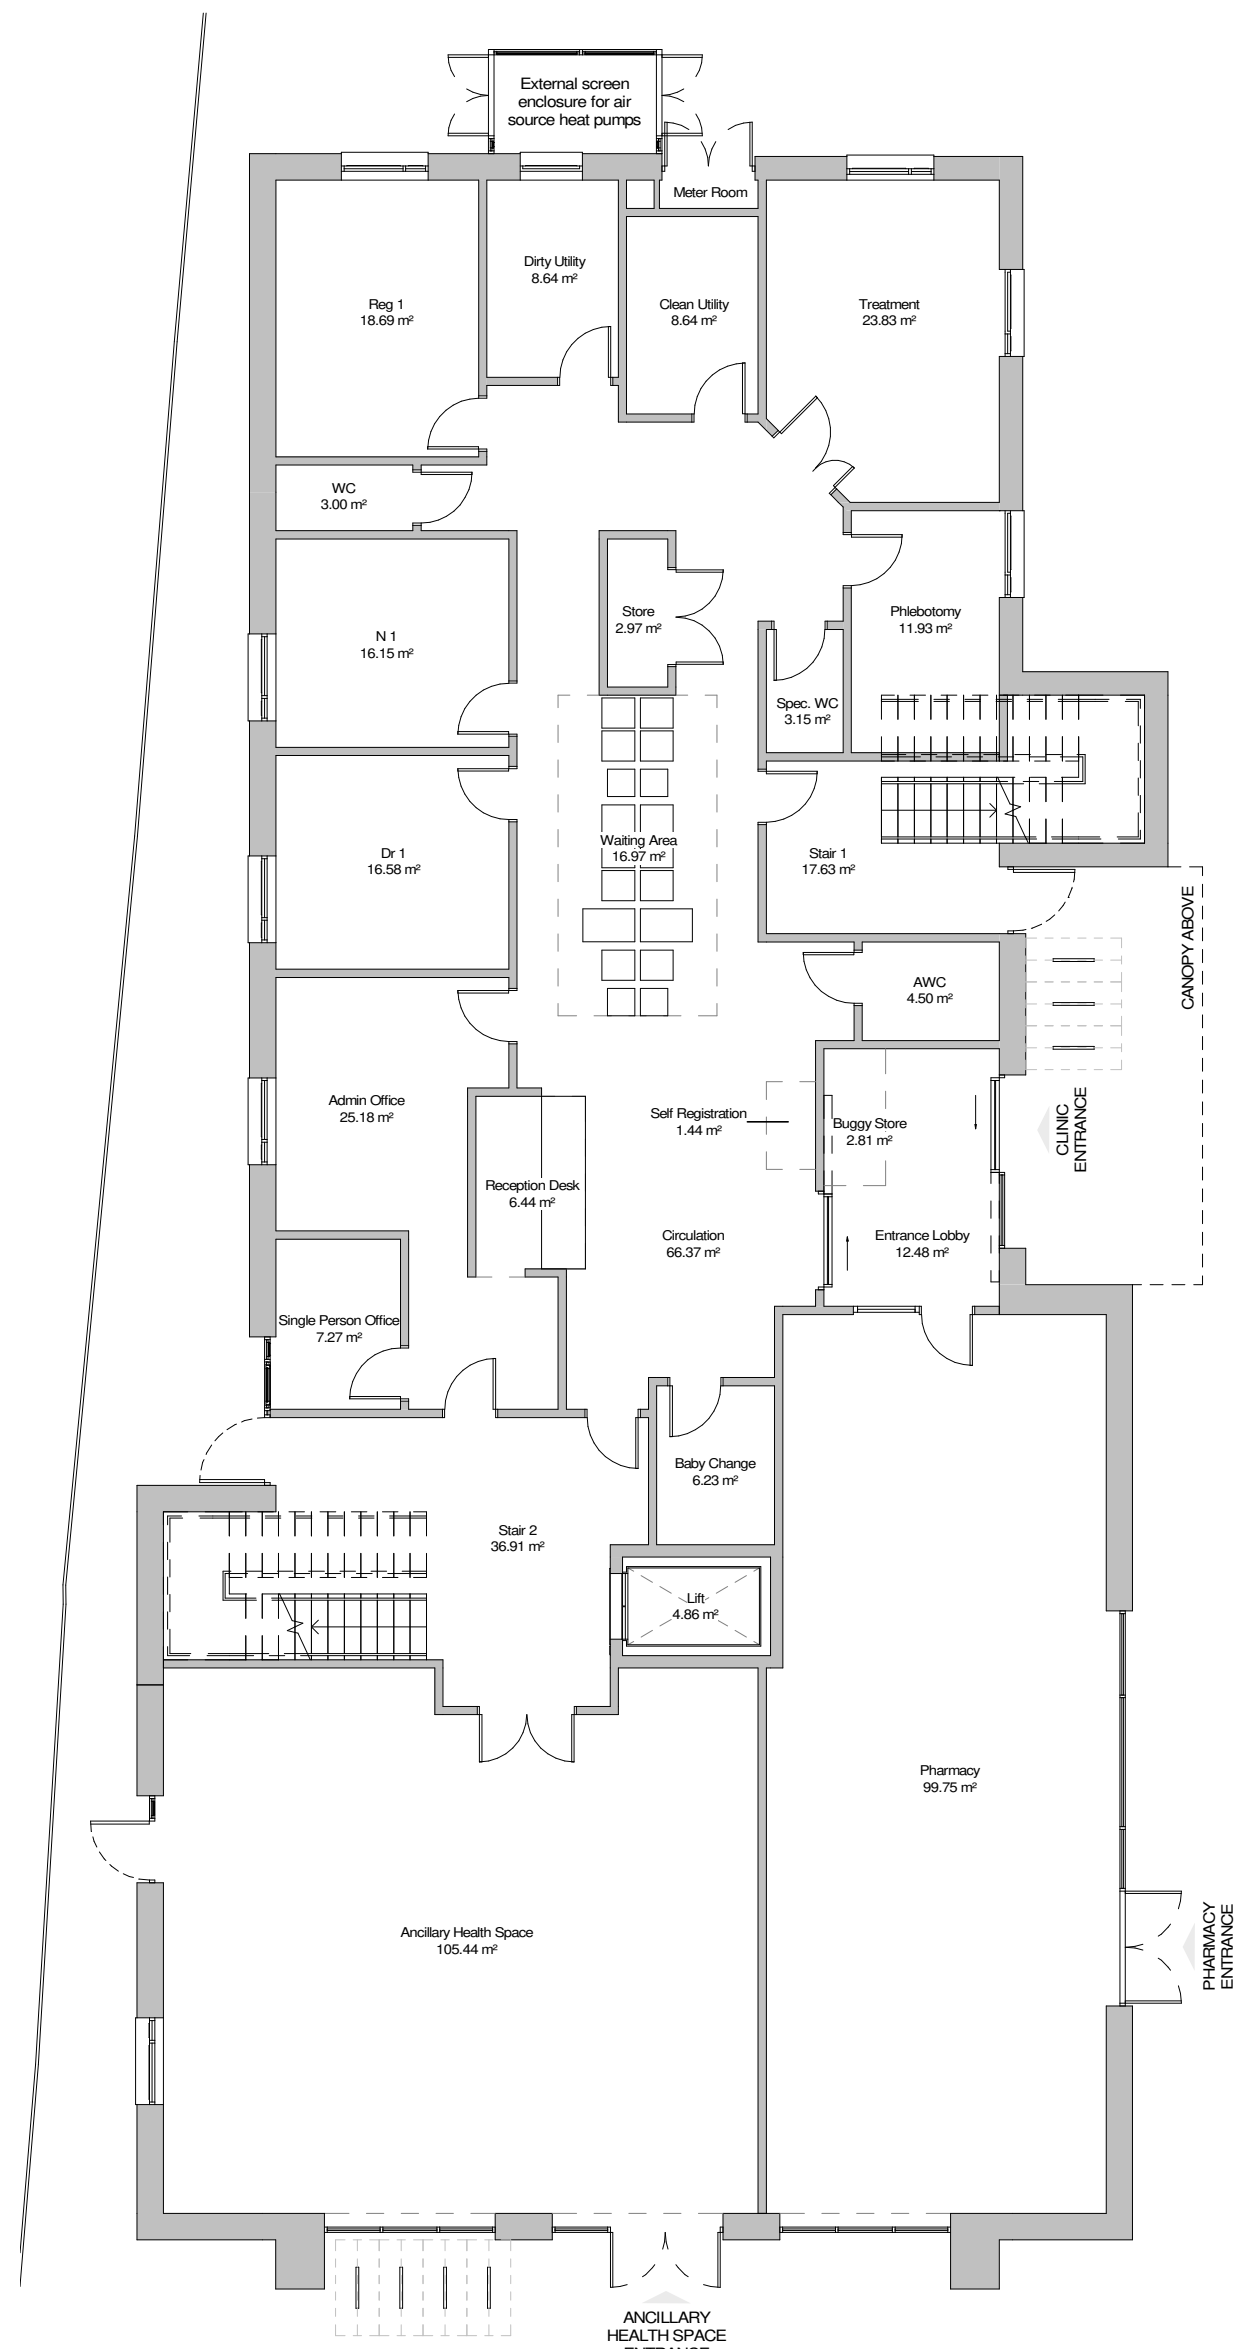 External screen
enclosure for air
source heat pumps
Meter Room
Dirty Utility
8.64 m²
Reg 1
18.69 m²
Clean Utility
8.64 m²
Treatment
23.83 m²
WC
3.00 m²
Store
2.97 m²
Phlebotomy
11.93 m²
N 1
16.15 m²
Spec. WC
3.15 m²
Waiting Area
16.97 m²
Dr 1
16.58 m²
Stair 1
17.63 m²
CANOPY ABOVE
AWC
4.50 m²
Admin Office
25.18 m²
Self Registration
1.44 m²
Buggy Store
2.81 m²
CLINIC
ENTRANCE
Reception Desk
6.44 m²
Circulation
66.37 m²
Entrance Lobby
12.48 m²
Single Person Office
7.27 m²
Baby Change
6.23 m²
Stair 2
36.91 m²
Lift
4.86 m²
Pharmacy
99.75 m²
Ancillary Health Space
105.44 m²
PHARMACY
ENTRANCE
ANCILLARY
HEALTH SPACE
ENTRANCE